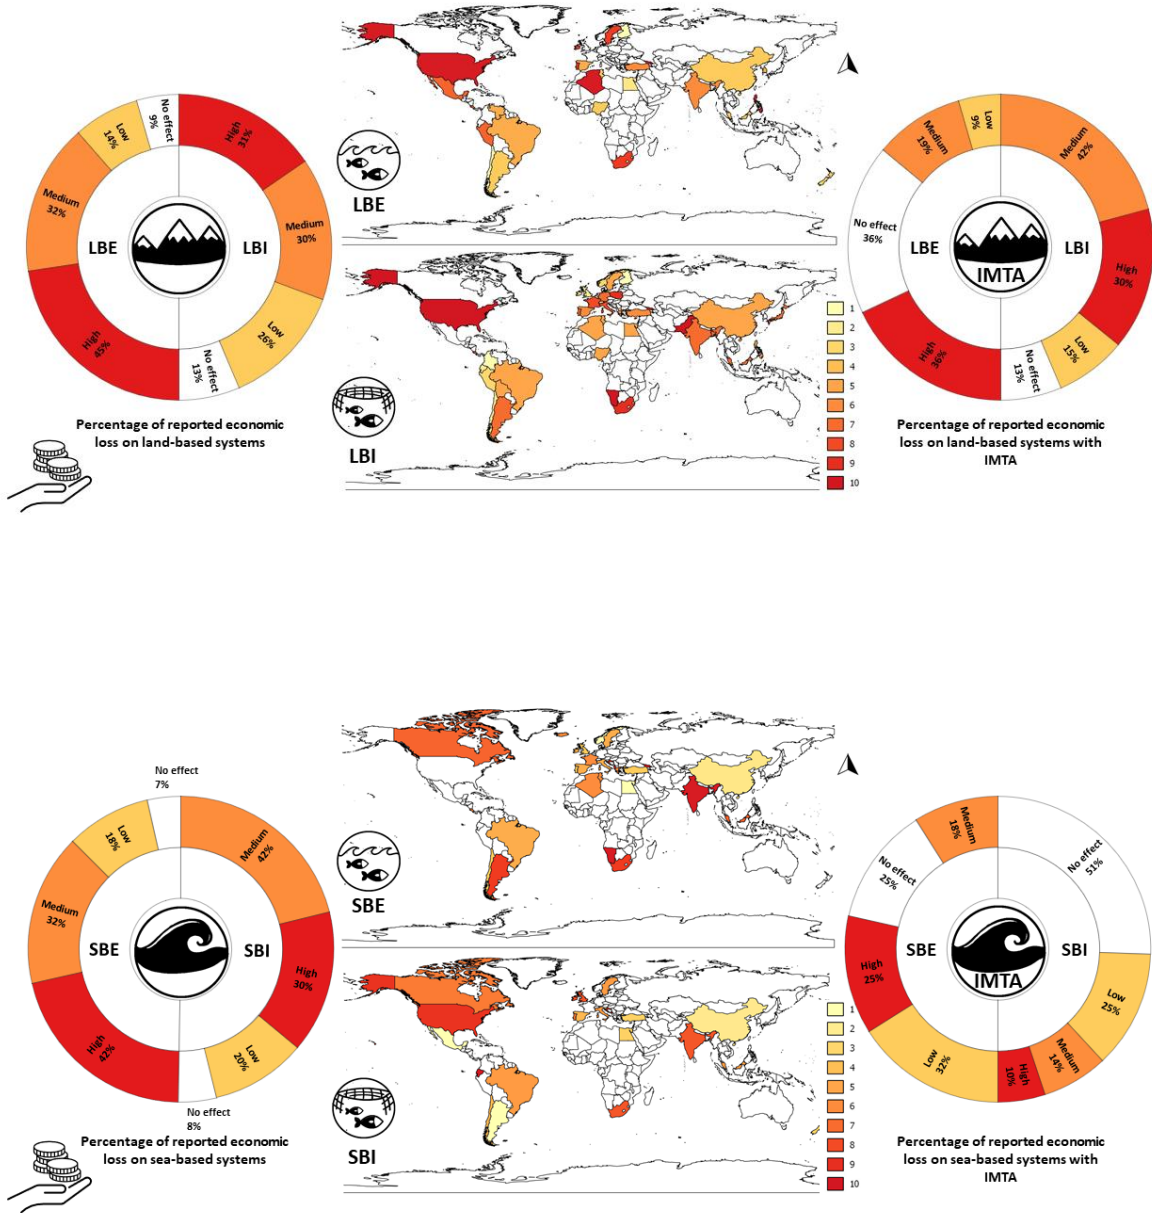 No effect
9%
Low
14%
Medium
32%
High
45%
High
31%
Medium
30%
Low
26%
No effect
13%
LBE
LBI
Percentage of reported economic
loss on land-based systems
LBE
LBI
1
2
3
4
5
6
7
8
9
10
Low
9%
Medium
19%
No effect
36%
High
36%
Medium
42%
High
30%
Low
15%
No effect
13%
LBE
LBI
IMTA
Percentage of reported economic
loss on land-based systems with
IMTA
No effect
7%
Low
18%
Medium
32%
High
42%
Medium
42%
High
30%
Low
20%
No effect
8%
SBE
SBI
Percentage of reported economic
loss on sea-based systems
SBE
SBI
1
2
3
4
5
6
7
8
9
10
Medium
18%
No effect
25%
High
25%
Low
32%
No effect
51%
Low
25%
Medium
14%
High
10%
SBE
SBI
IMTA
Percentage of reported economic
loss on sea-based systems with
IMTA